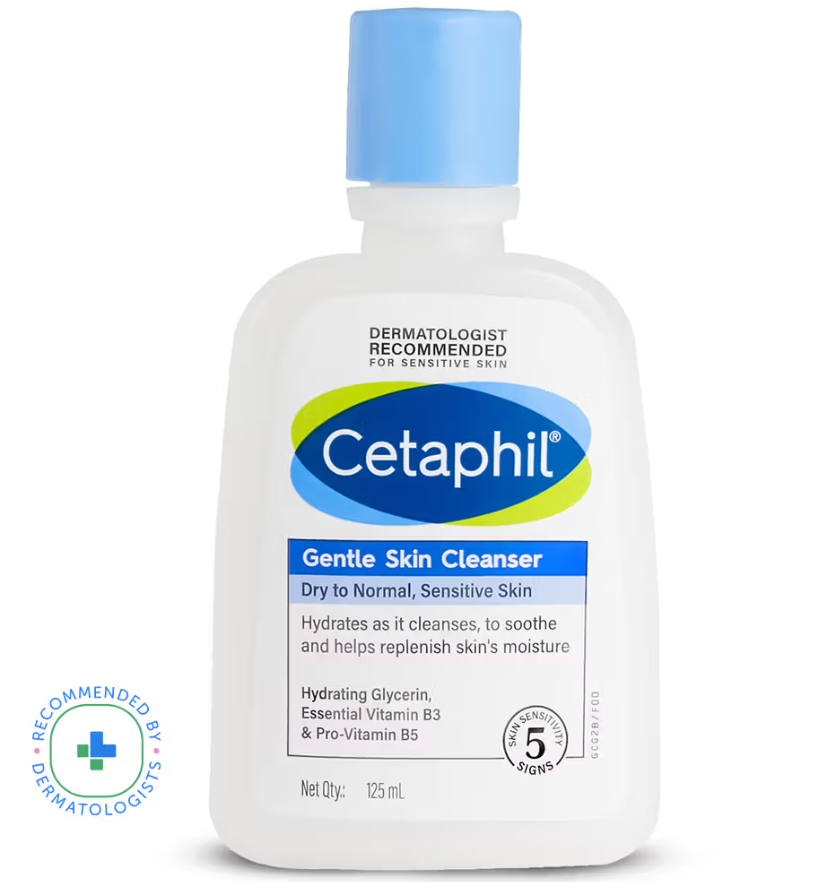 DERMATOLOGIST
RECOMMENDED
FOR SENSITIVE SKIN
Cetaphil®
Gentle Skin Cleanser
Dry to Normal, Sensitive Skin
Hydrates as it cleanses, to soothe
and helps replenish skin's moisture
Hydrating Glycerin,
Essential Vitamin B3
& Pro-Vitamin B5
SKIN SENSITIVITY
5
SIGNS
GCG2B/F00
Net Qty.: 125 mL
RECOMMENDED BY
DERMATOLOGISTS